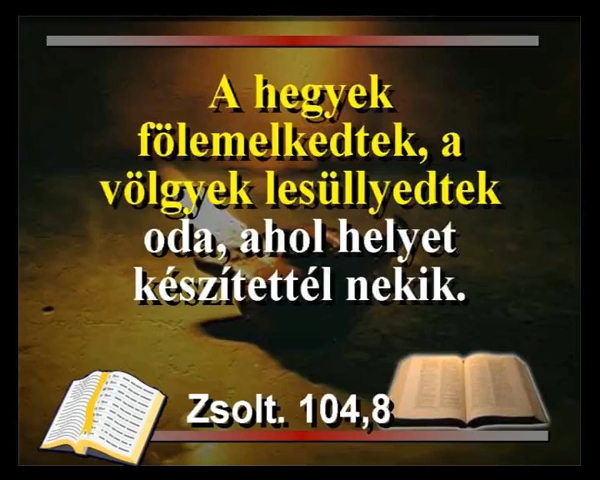 A hegyek
fölemelkedtek, a
völgyek lesüllyedtek
oda, ahol helyet
készítettél nekik.
Zsolt. 104,8